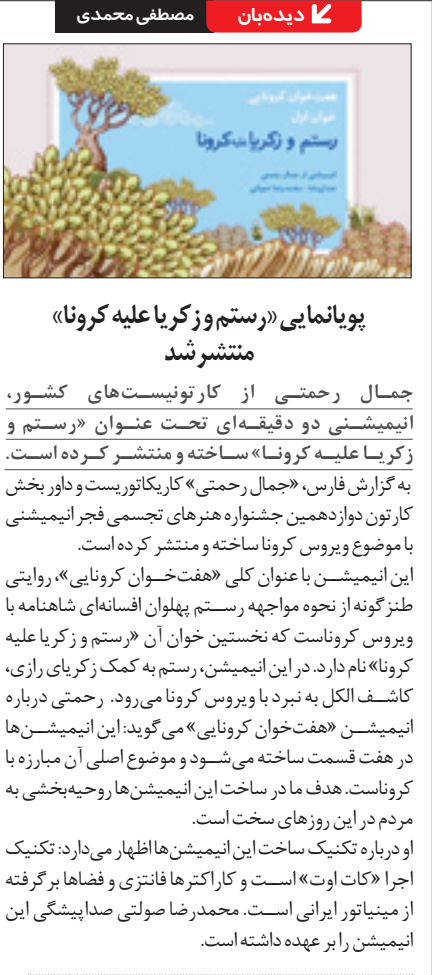 دیده‌بان
مصطفی محمدی
هفت‌خوان کرونایی
خوان اول
رستم و زکریا علیه کرونا
پویانمایی «رستم و زکریا علیه کرونا»
منتشر شد
جمال رحمتی از کارتونیست‌های کشور،
انیمیشنی دو دقیقه‌ای تحت عنوان «رستم و
زکریا علیه کرونا» ساخته و منتشر کرده است.
به گزارش فارس، «جمال رحمتی» کاریکاتوریست و داور بخش
کارتون دوازدهمین جشنواره هنرهای تجسمی فجر انیمیشنی
با موضوع ویروس کرونا ساخته و منتشر کرده است.
این انیمیشن با عنوان کلی «هفت‌خوان کرونایی»، روایتی
طنزگونه از نحوه مواجهه رستم پهلوان افسانه‌ای شاهنامه با
ویروس کروناست که نخستین خوان آن «رستم و زکریا علیه
کرونا» نام دارد. در این انیمیشن، رستم به کمک زکریای رازی،
کاشف الکل به نبرد با ویروس کرونا می‌رود. رحمتی درباره
انیمیشن «هفت‌خوان کرونایی» می‌گوید: این انیمیشن‌ها
در هفت قسمت ساخته می‌شود و موضوع اصلی آن مبارزه با
کروناست. هدف ما در ساخت این انیمیشن‌ها روحیه‌بخشی به
مردم در این روزهای سخت است.
او درباره تکنیک ساخت این انیمیشن‌ها اظهار می‌دارد: تکنیک
اجرا «کات اوت» است و کاراکترها فانتزی و فضاها برگرفته
از مینیاتور ایرانی است. محمدرضا صولتی صداپیشگی این
انیمیشن را بر عهده داشته است.